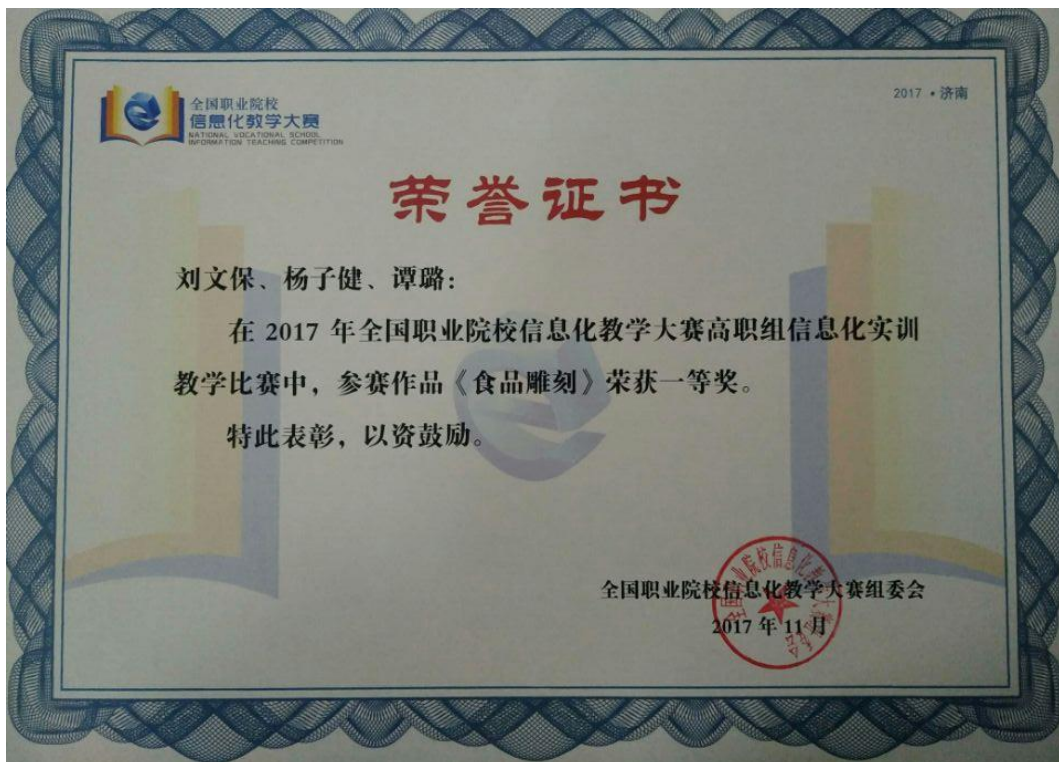 全国职业院校
信息化教学大赛
NATIONAL VOCATIONAL SCHOOL
INFORMATION TEACHING COMPETITION
2017 · 济南
荣誉证书
刘文保、杨子健、谭璐：
在 2017 年全国职业院校信息化教学大赛高职组信息化实训
教学比赛中，参赛作品《食品雕刻》荣获一等奖。
特此表彰，以资鼓励。
全国职业院校信息化教学大赛组委会
2017 年 11 月